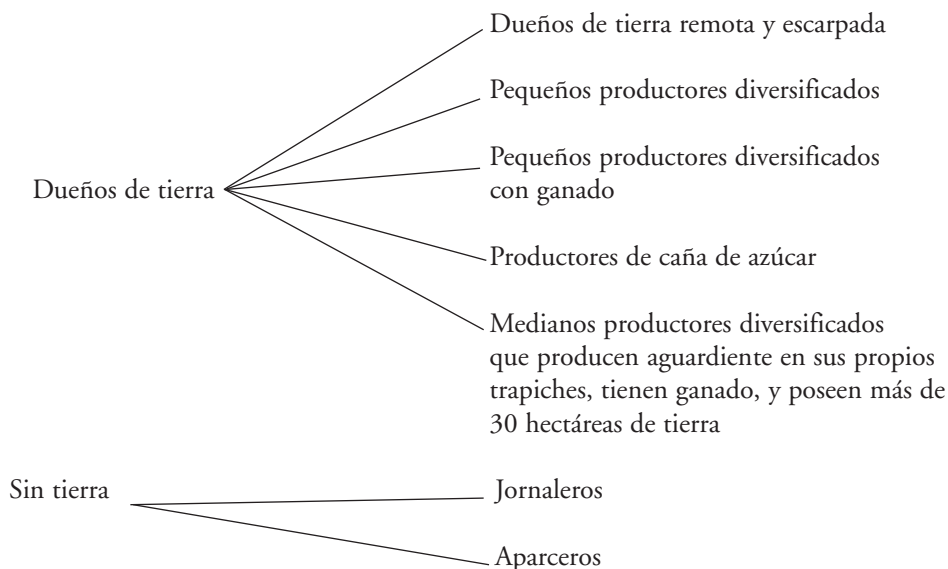 Dueños de tierra
Dueños de tierra remota y escarpada
Pequeños productores diversificados
Pequeños productores diversificados
con ganado
Productores de caña de azúcar
Medianos productores diversificados
que producen aguardiente en sus propios
trapiches, tienen ganado, y poseen más de
30 hectáreas de tierra
Sin tierra
Jornaleros
Aparceros